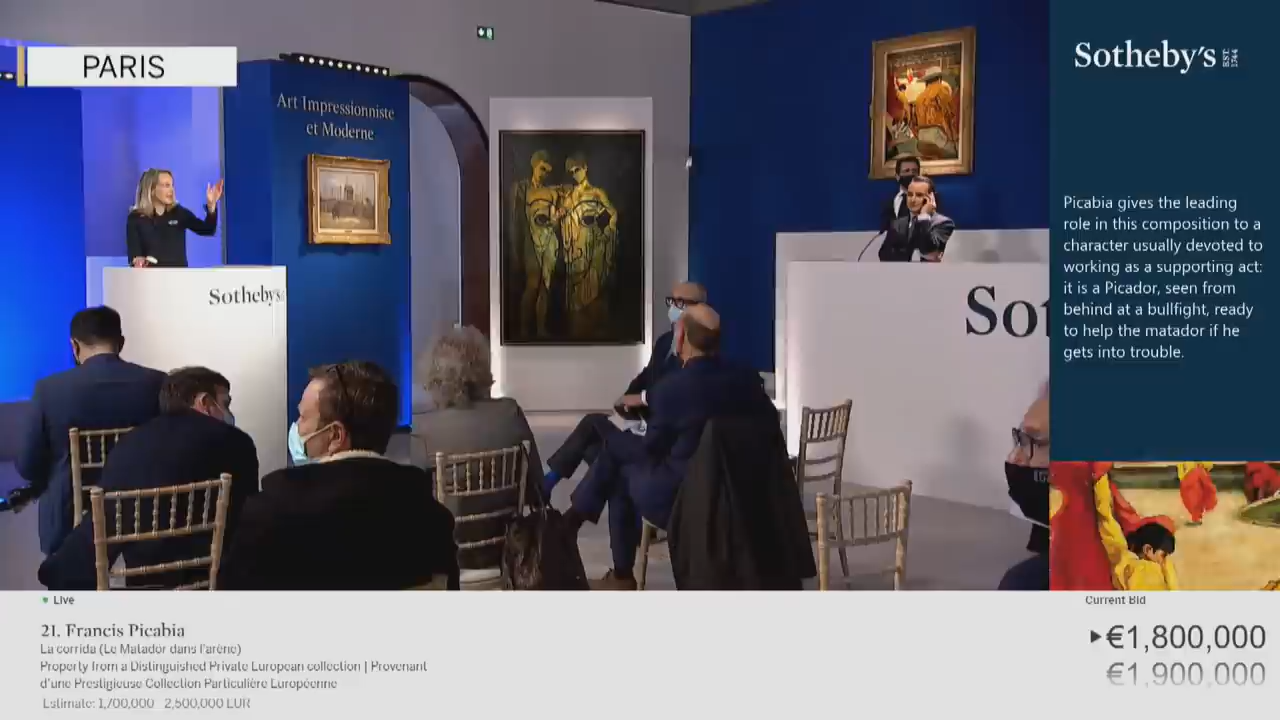 PARIS
Sotheby's EST. 1744
Art Impressionniste
et Moderne
Sotheby's
Picabia gives the leading
role in this composition to a
character usually devoted to
working as a supporting act:
it is a Picador, seen from
behind at a bullfight, ready
to help the matador if he
gets into trouble.
Live
Current Bid
21. Francis Picabia
La corrida (Le Matador dans l'arène)
Property from a Distinguished Private European collection | Provenant
d'une Prestigieuse Collection Particulière Européenne
Estimate: 1,700,000 - 2,500,000 EUR
€1,800,000
€1,900,000